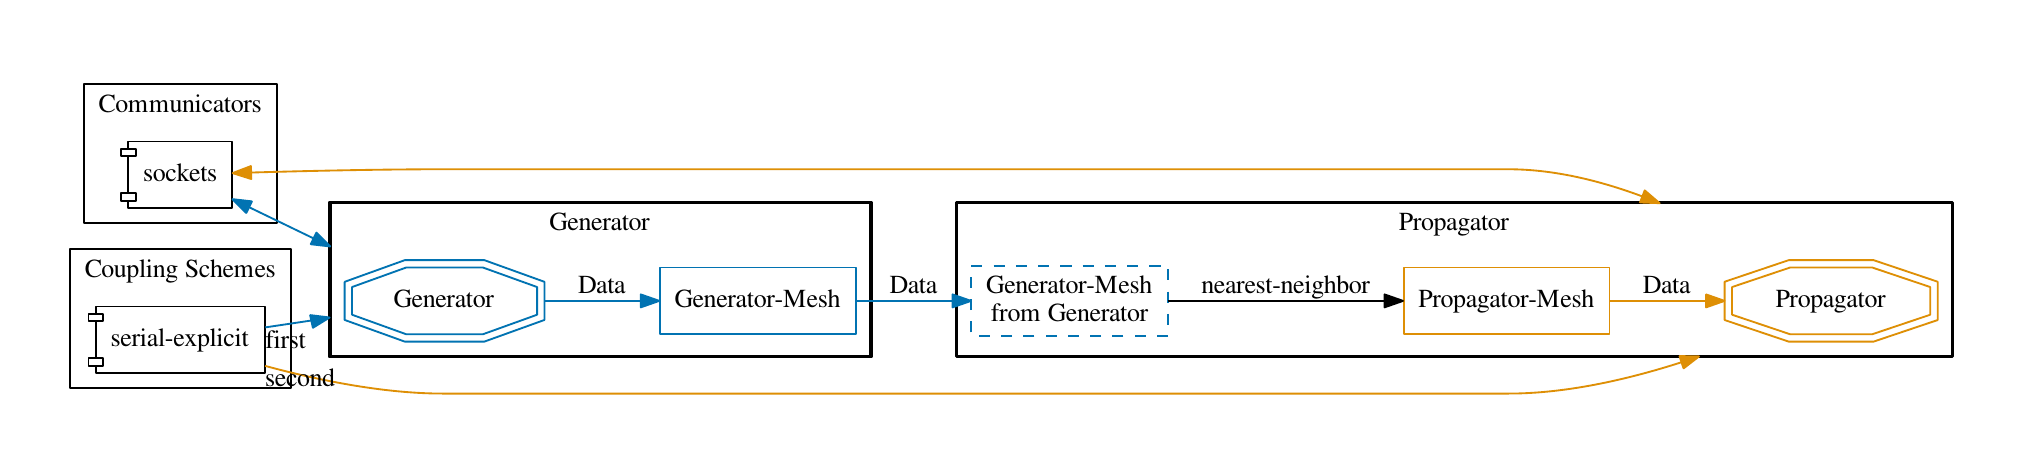 Communicators
sockets
Coupling Schemes
serial-explicit
first
second
Generator
Generator
Data
Generator-Mesh
Data
Propagator
Generator-Mesh
from Generator
nearest-neighbor
Propagator-Mesh
Data
Propagator